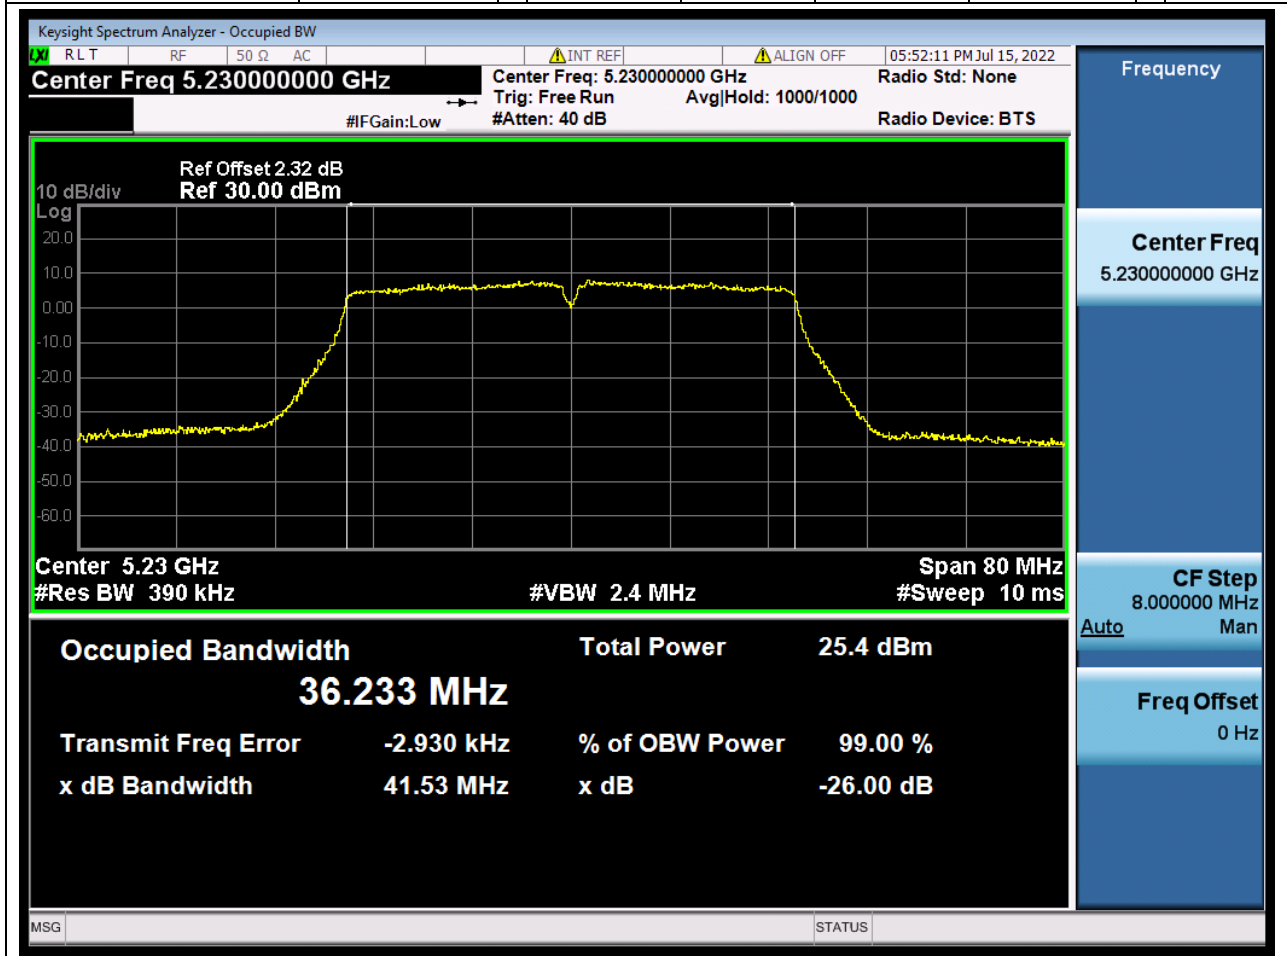 Keysight Spectrum Analyzer - Occupied BW
LXI RLT RF 50 Ω AC INT REF ALIGN OFF 05:52:11 PM Jul 15, 2022
Center Freq 5.230000000 GHz
Center Freq: 5.230000000 GHz
Radio Std: None
Trig: Free Run Avg|Hold: 1000/1000
#IFGain:Low
#Atten: 40 dB
Radio Device: BTS
Ref Offset 2.32 dB
10 dB/div Ref 30.00 dBm
Log
20.0
10.0
0.00
-10.0
-20.0
-30.0
-40.0
-50.0
-60.0
Center 5.23 GHz Span 80 MHz
#Res BW 390 kHz #VBW 2.4 MHz #Sweep 10 ms
Occupied Bandwidth Total Power 25.4 dBm
36.233 MHz
Transmit Freq Error -2.930 kHz % of OBW Power 99.00 %
x dB Bandwidth 41.53 MHz x dB -26.00 dB
MSG STATUS
Frequency
Center Freq
5.230000000 GHz
CF Step
8.000000 MHz
Auto Man
Freq Offset
0 Hz